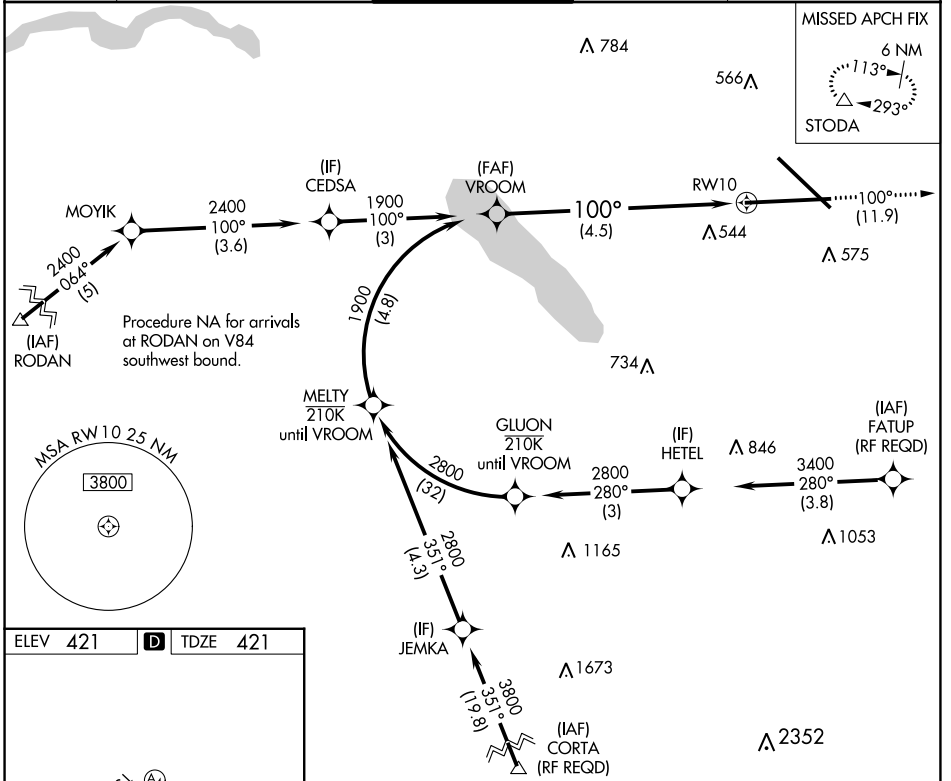 MISSED APCH FIX
6 NM
113°
293°
STODA
784
566
(IF)
CEDSA
(FAF)
VROOM
RW10
MOYIK
2400
100°
(3.6)
1900
100°
(3)
100°
(4.5)
100°
(11.9)
544
575
2400
064°
(5)
(IAF)
RODAN
Procedure NA for arrivals
at RODAN on V84
southwest bound.
1900
(4.8)
734
MELTY
210K
until VROOM
GLUON
210K
until VROOM
(IF)
HETEL
846
(IAF)
FATUP
(RF REQD)
MSA RW10 25 NM
3800
2800
(32)
2800
280°
(3)
3400
280°
(3.8)
1165
1053
2800
351°
(4.3)
(IF)
JEMKA
1673
3800
351°
(19.8)
(IAF)
CORTA
(RF REQD)
2352
ELEV 421
D
TDZE 421